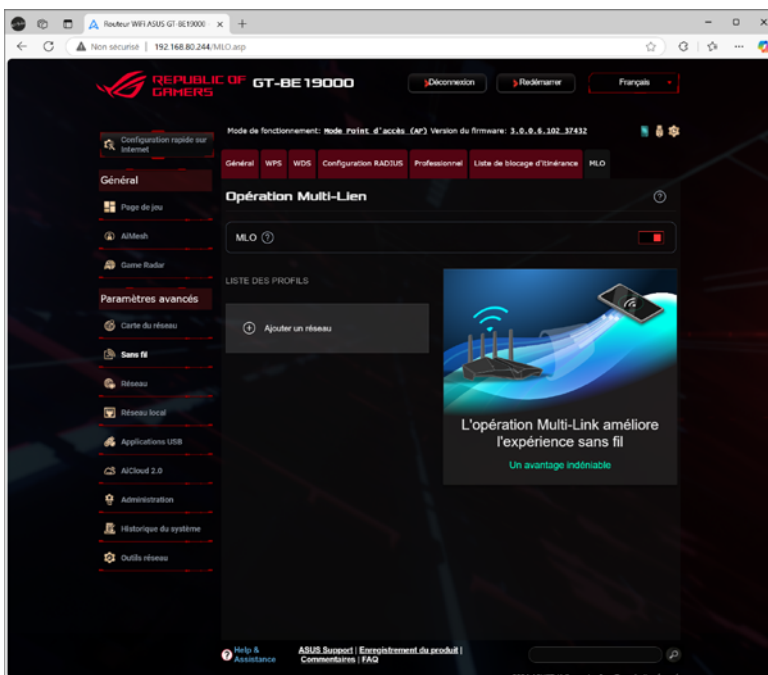 Routeur WiFi ASUS GT-BE19000
Non sécurisé
192.168.80.244/MLO.asp
REPUBLIC OF
GAMERS
GT-BE19000
Déconnexion
Redémarrer
Français
Mode de fonctionnement: Mode Point d'accès (AP) Version du firmware: 3.0.0.6.102_37432
Configuration rapide sur
Internet
Général
WPS
WDS
Configuration RADIUS
Professionnel
Liste de blocage d'itinérance
MLO
Général
Page de jeu
AiMesh
Game Radar
Paramètres avancés
Carte du réseau
Sans fil
Réseau
Réseau local
Applications USB
AiCloud 2.0
Administration
Historique du système
Outils réseau
Opération Multi-Lien
MLO
LISTE DES PROFILS
Ajouter un réseau
L'opération Multi-Link améliore
l'expérience sans fil
Un avantage indéniable
Help &
Assistance
ASUS Support | Enregistrement du produit |
Commentaires | FAQ